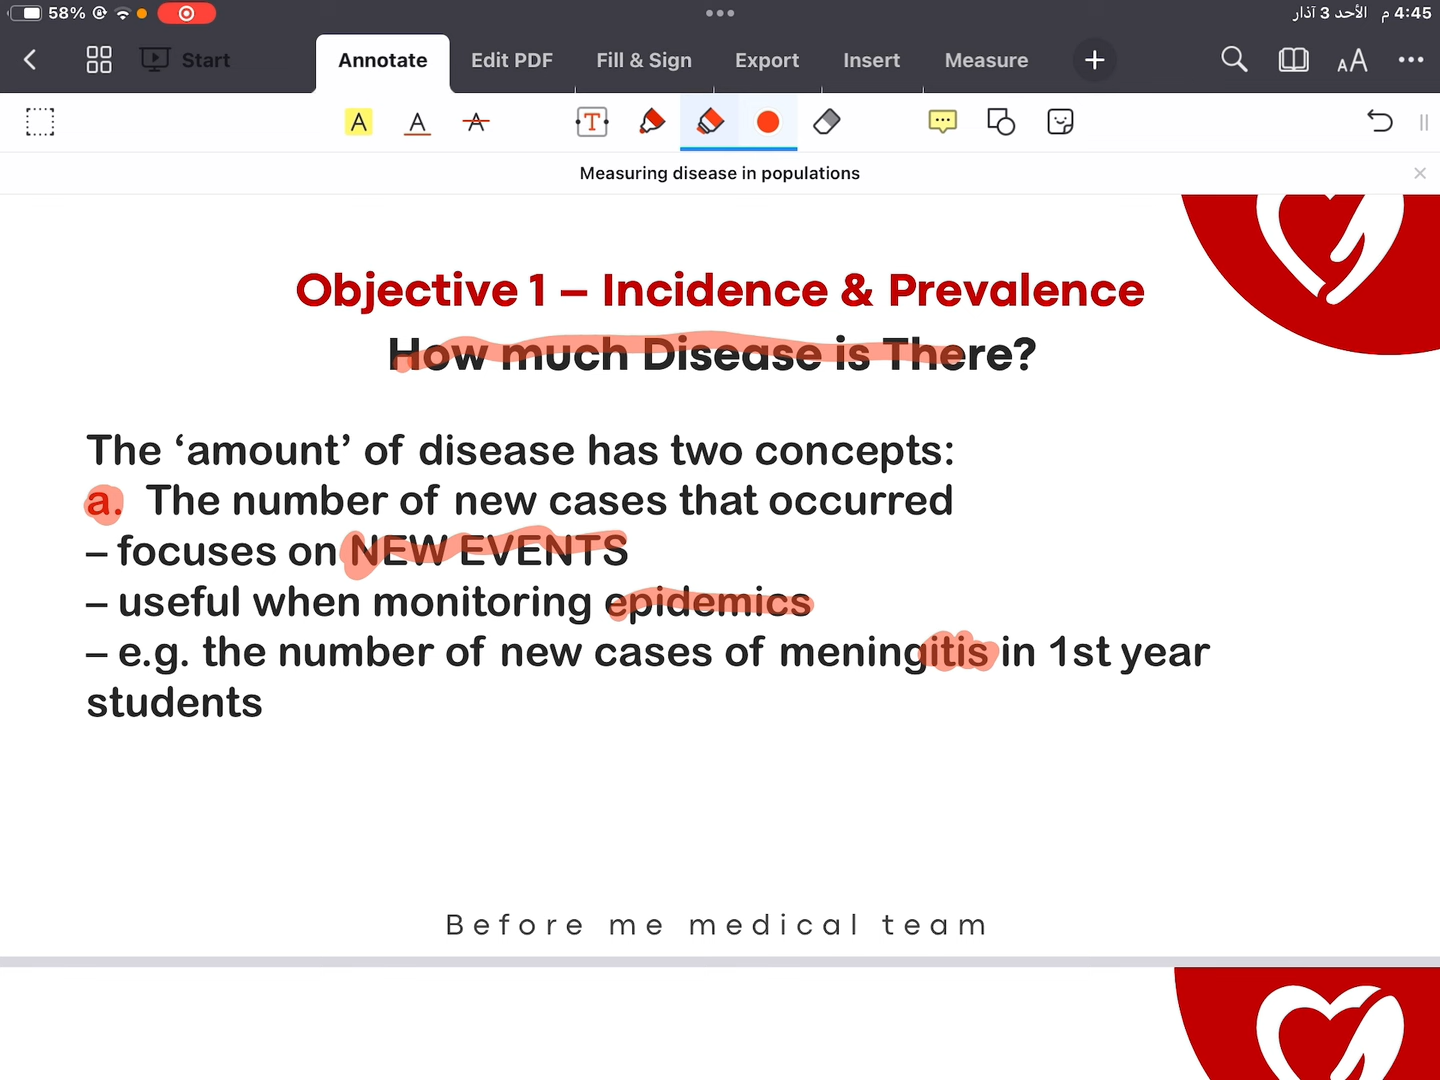 58%
الأحد 3 آذار
4:45 م
Start
Annotate
Edit PDF
Fill & Sign
Export
Insert
Measure
AA
A A A T
Measuring disease in populations
Objective 1 – Incidence & Prevalence
How much Disease is There?
The ‘amount’ of disease has two concepts:
a. The number of new cases that occurred
– focuses on NEW EVENTS
– useful when monitoring epidemics
– e.g. the number of new cases of meningitis in 1st year
students
Before me medical team